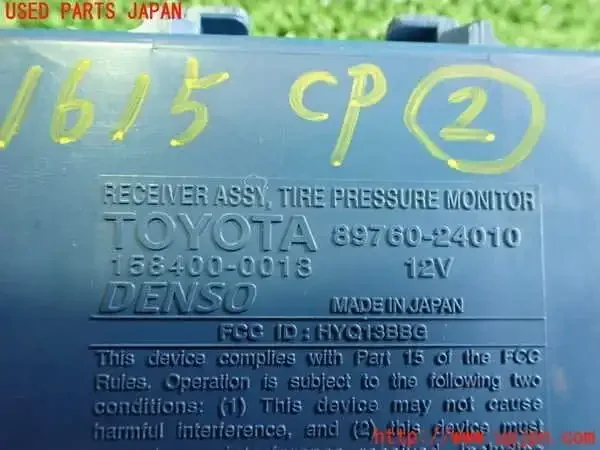 USED PARTS JAPAN
1615 CP 2
RECEIVER ASSY, TIRE PRESSURE MONITOR
TOYOTA 89760-24010
158400-0013 12V
DENSO MADE IN JAPAN
FCC ID : HYQ13BBG
This device complies with Part 15 of the FCC
Rules. Operation is subject to the following two
conditions: (1) This device may not cause
harmful interference, and (2) this device must